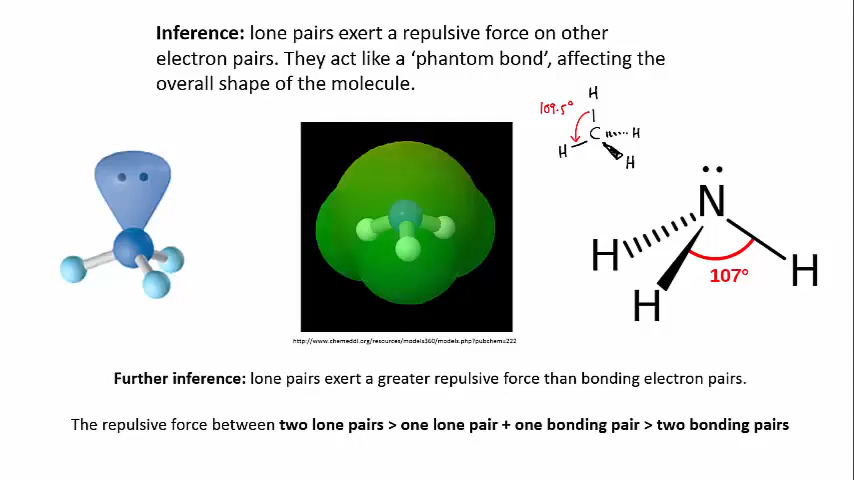 Inference: lone pairs exert a repulsive force on other
electron pairs. They act like a ‘phantom bond’, affecting the
overall shape of the molecule.
H
109.5°
C
H
H
H
N
H
H
H
107°
http://www.chemeddl.org/resources/models360/models.php?pubchem=222
Further inference: lone pairs exert a greater repulsive force than bonding electron pairs.
The repulsive force between two lone pairs > one lone pair + one bonding pair > two bonding pairs